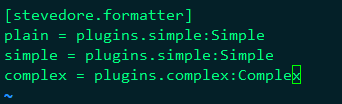 [stevedore.formatter]
plain = plugins.simple:Simple
simple = plugins.simple:Simple
complex = plugins.complex:Complex
~